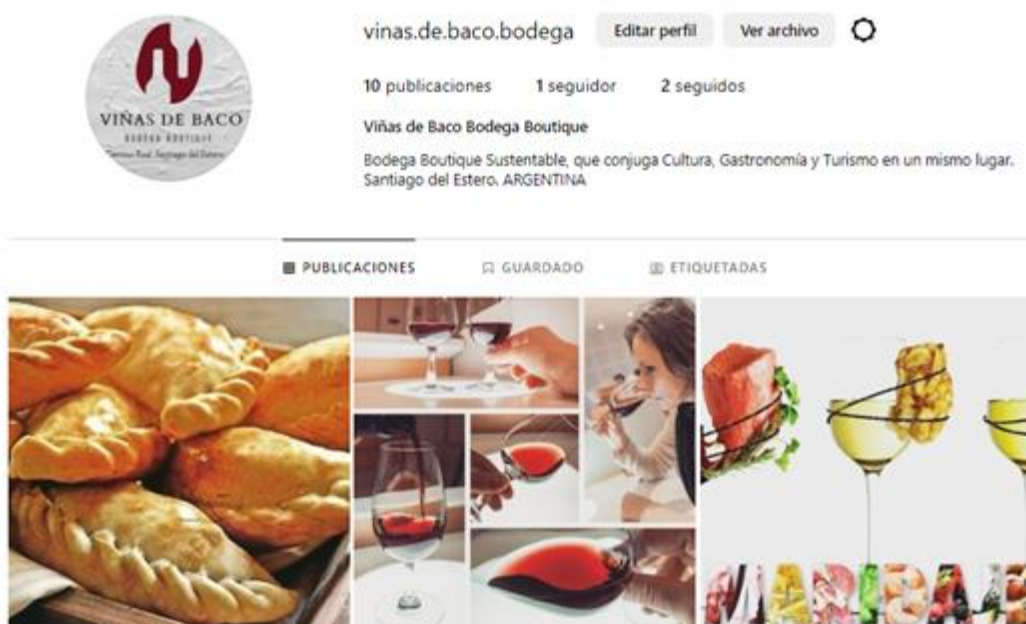 VIÑAS DE BACO
BODEGA BOUTIQUE
vinas.de.baco.bodega Editar perfil Ver archivo
10 publicaciones 1 seguidor 2 seguidos
Viñas de Baco Bodega Boutique
Bodega Boutique Sustentable, que conjuga Cultura, Gastronomía y Turismo en un mismo lugar.
Santiago del Estero. ARGENTINA
PUBLICACIONES GUARDADO ETIQUETADAS